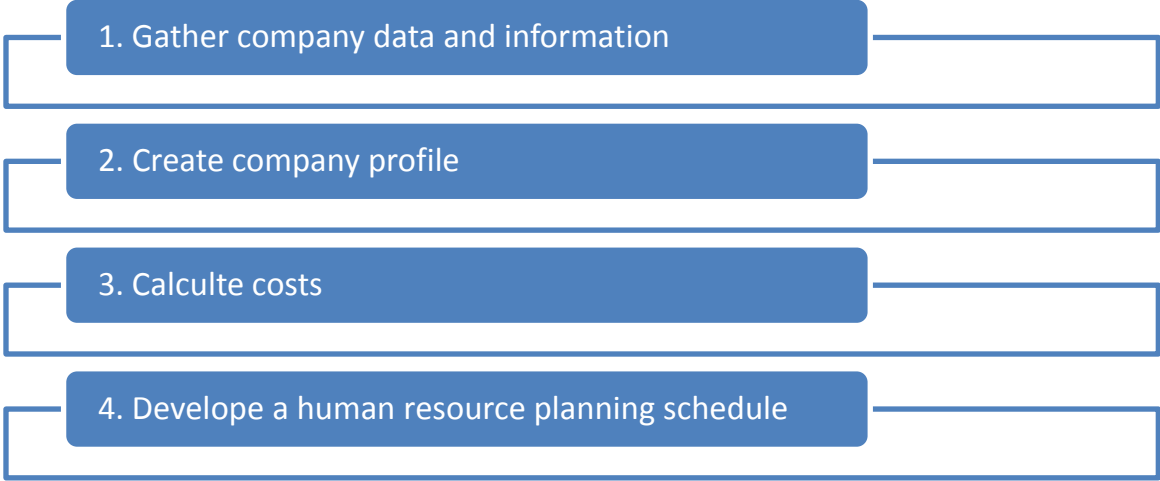 1. Gather company data and information
2. Create company profile
3. Calculte costs
4. Develope a human resource planning schedule